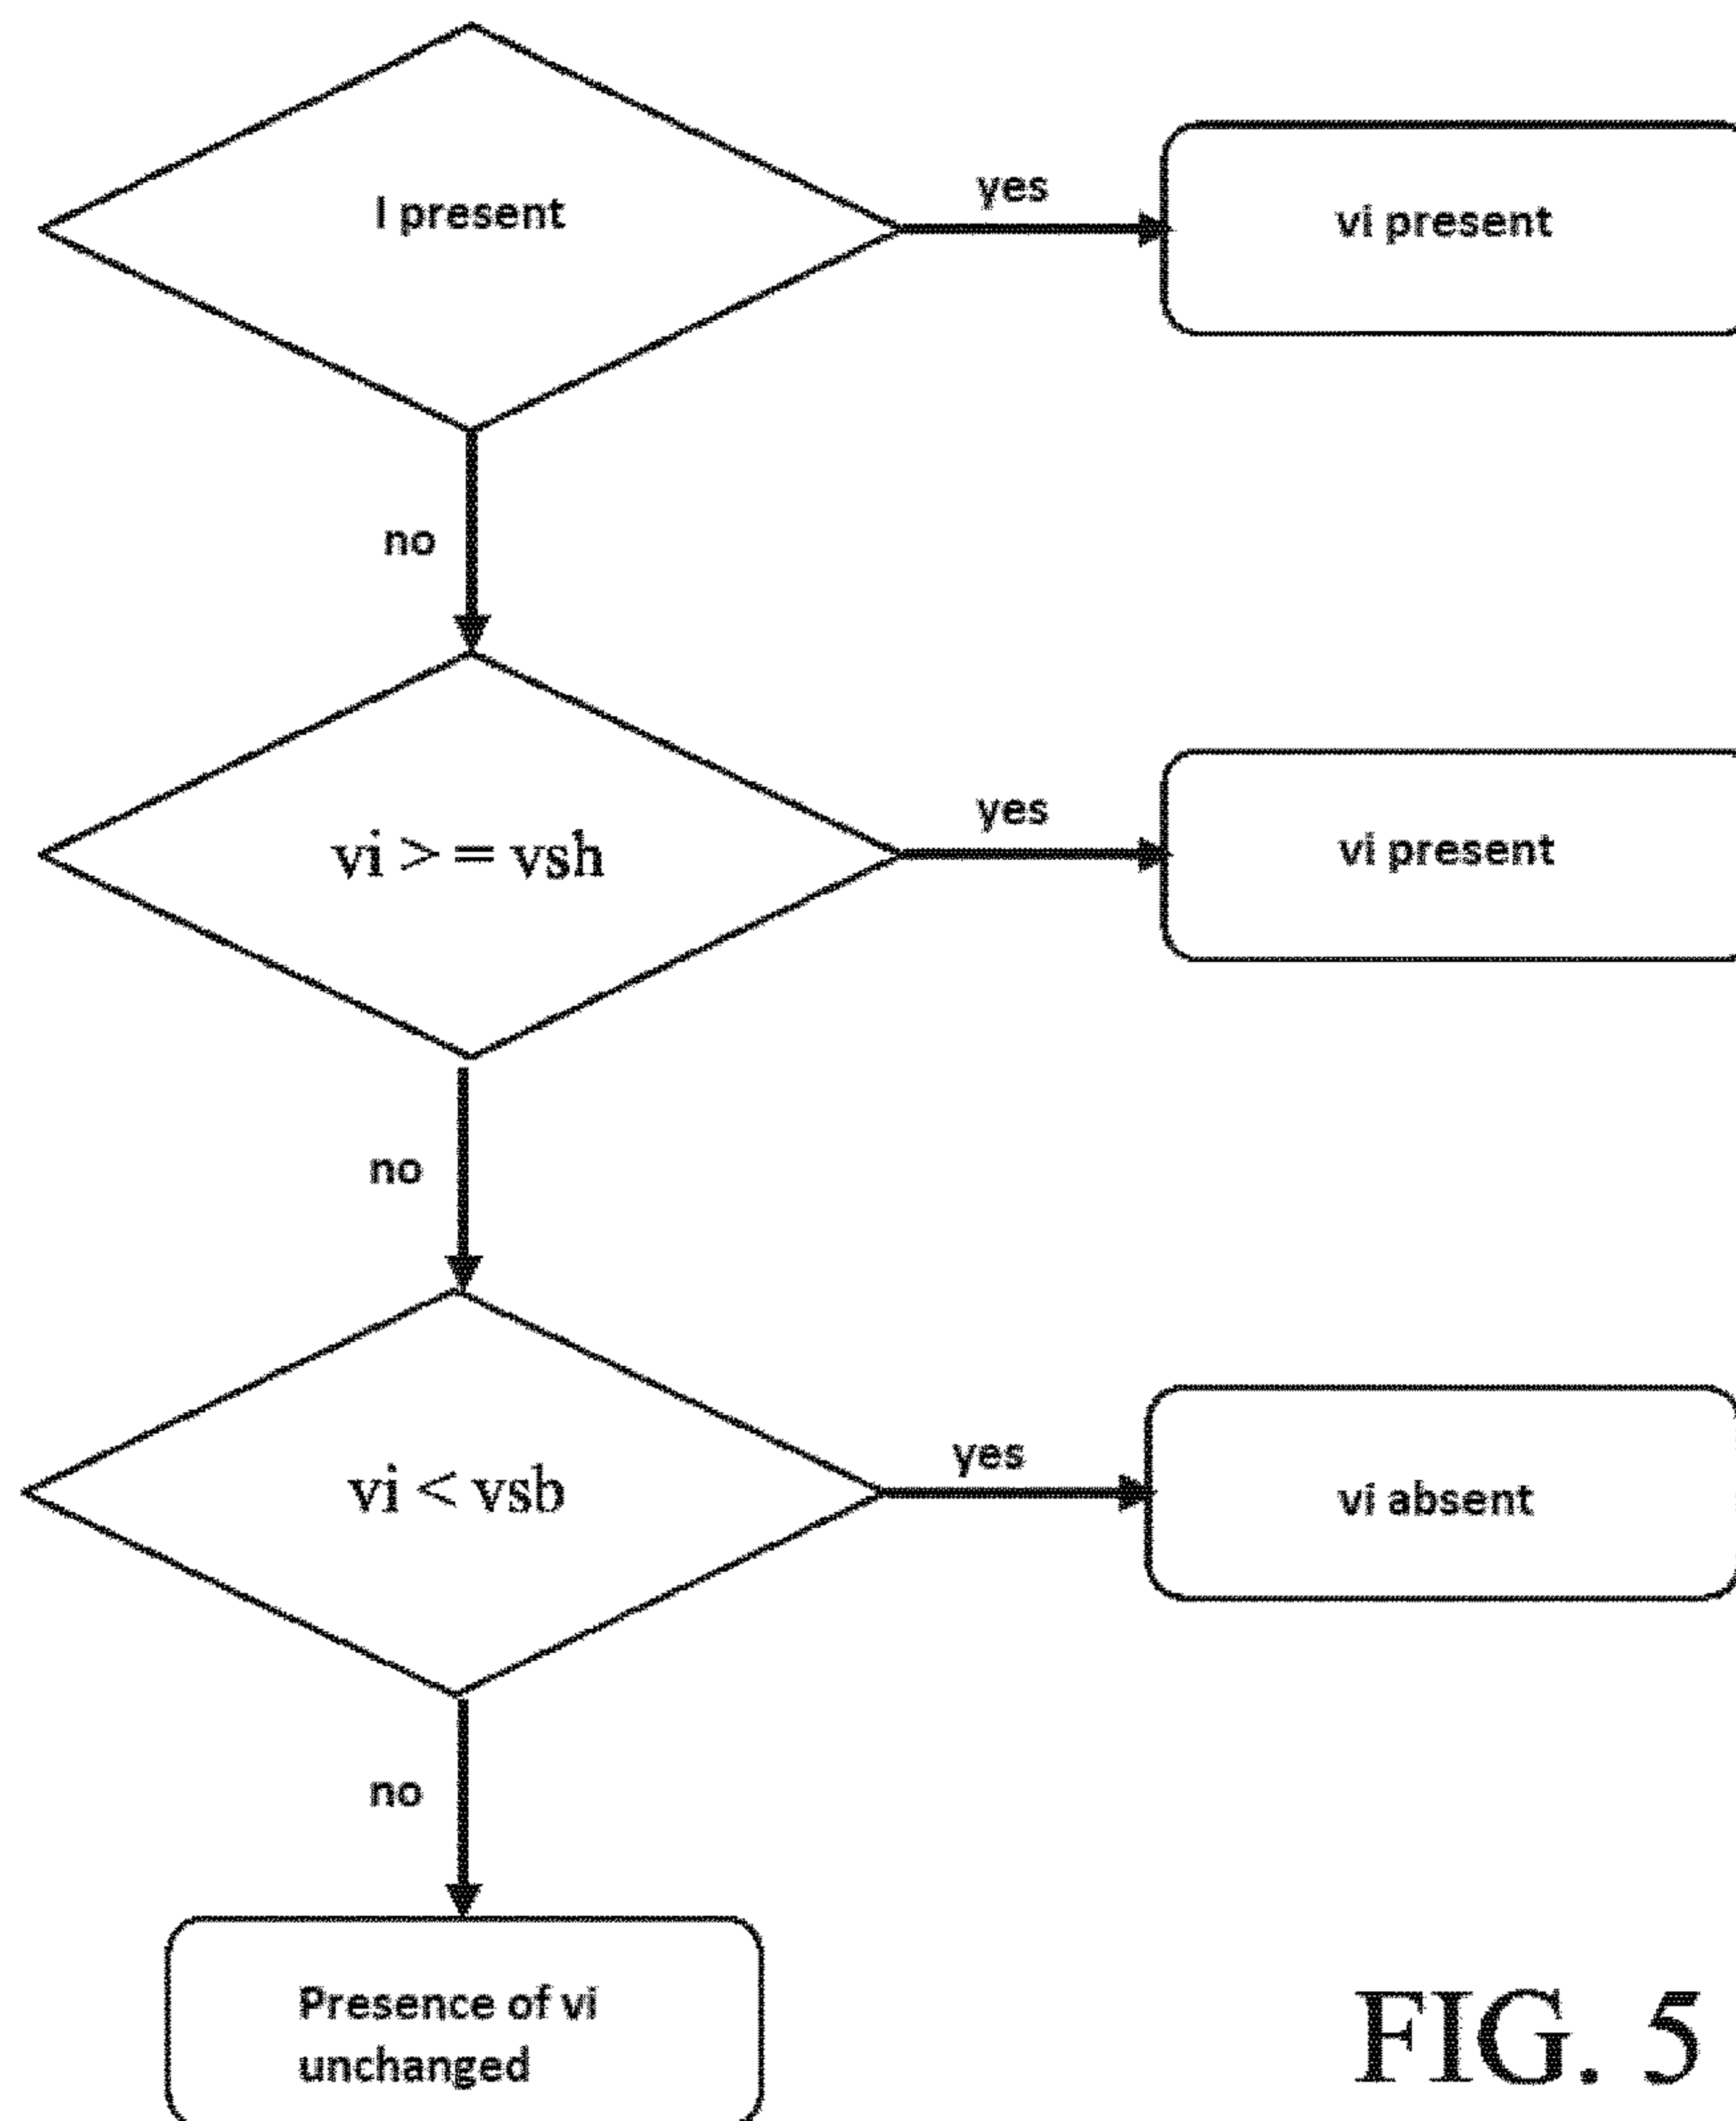 I present
yes
vi present
no
vi > = vsh
yes
vi present
no
vi < vsb
yes
vi absent
no
Presence of vi
unchanged
FIG. 5